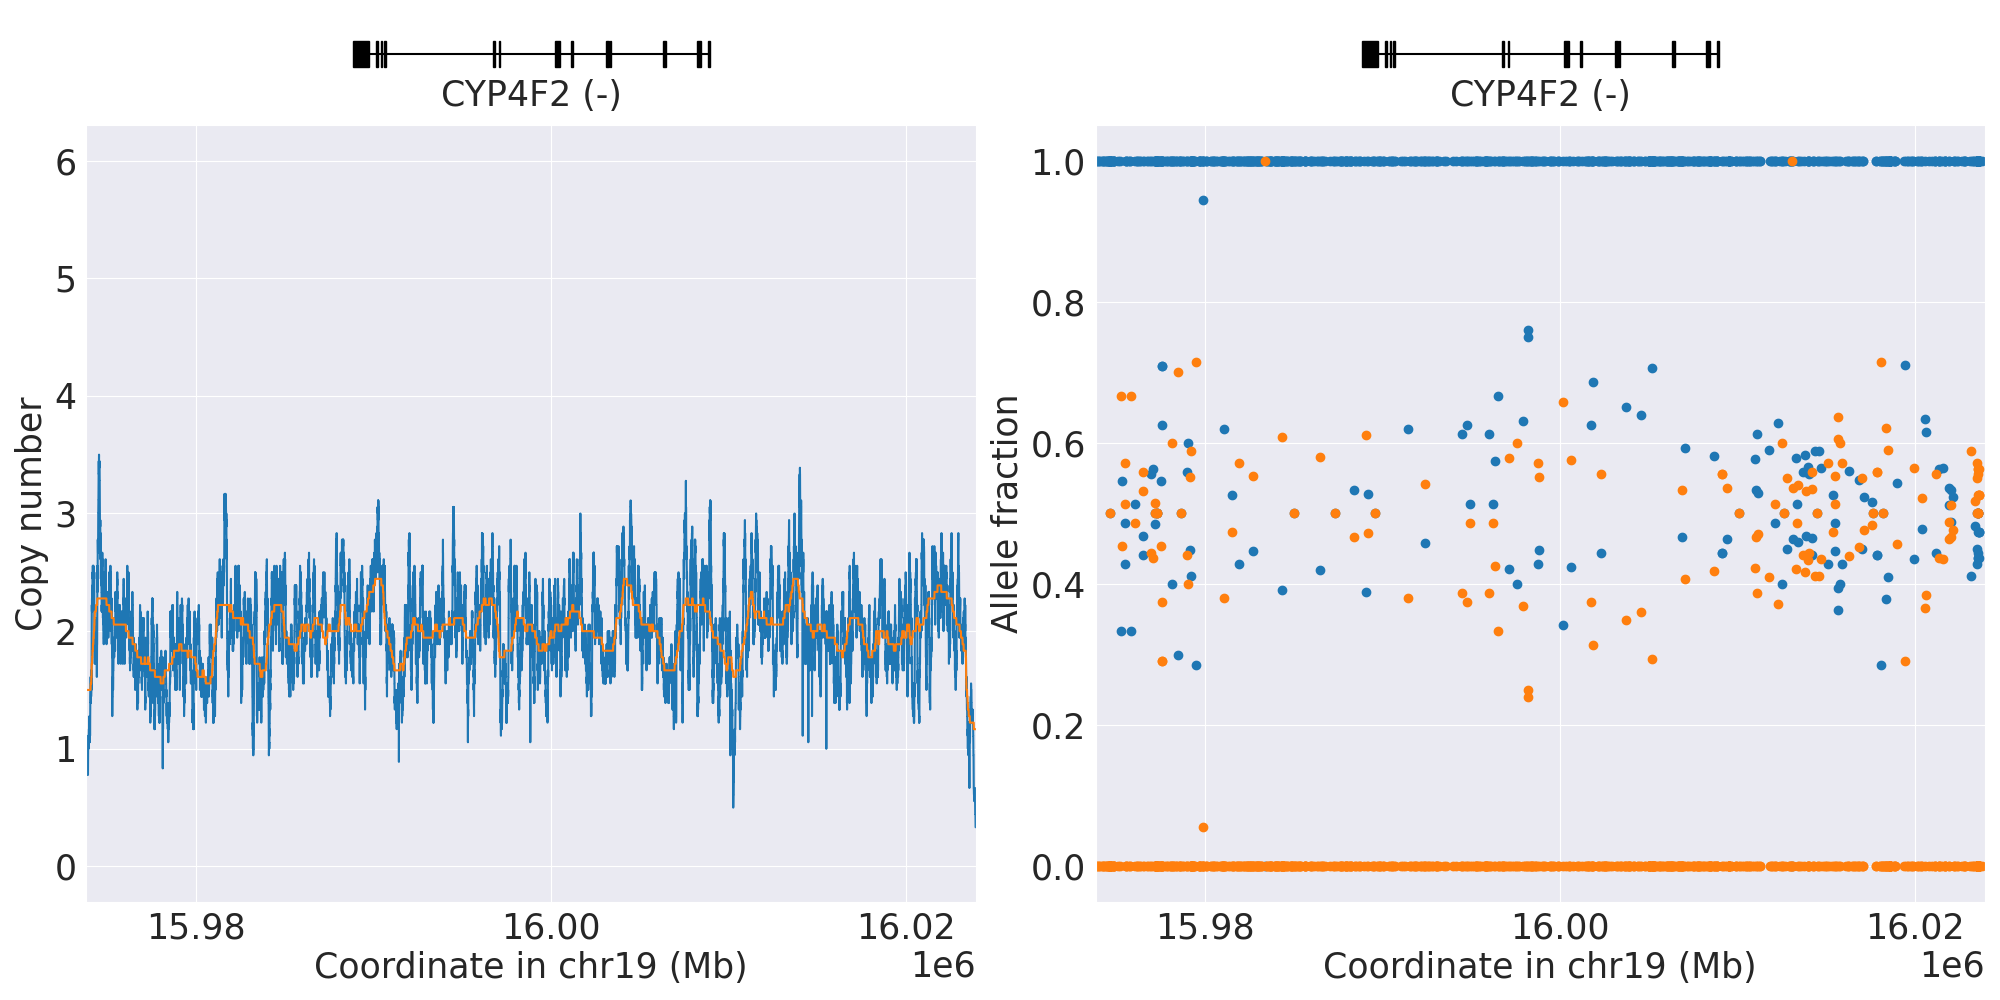 CYP4F2 (-)
6
5
4
3
2
1
0
Copy number
15.98 16.00 16.02
Coordinate in chr19 (Mb) 1e6
CYP4F2 (-)
1.0
0.8
0.6
0.4
0.2
0.0
Allele fraction
15.98 16.00 16.02
Coordinate in chr19 (Mb) 1e6